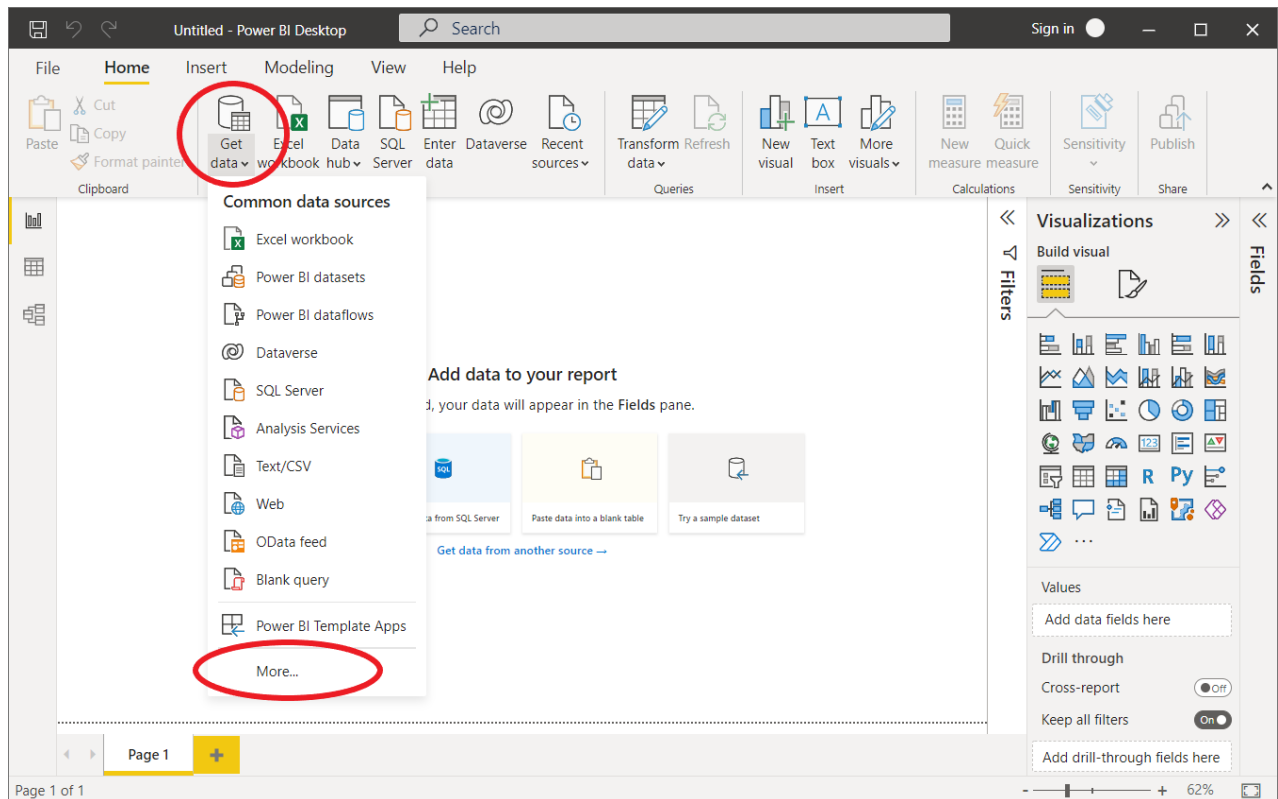 Untitled - Power BI Desktop
Search
Sign in
File Home Insert Modeling View Help
Paste
Cut
Copy
Format painter
Get data
Excel workbook
Data hub
SQL Server
Enter data
Dataverse
Recent sources
Transform data
Refresh
New visual
A
Text box
More visuals
New measure
Quick measure
Sensitivity
Publish
Clipboard
Queries
Insert
Calculations
Sensitivity
Share
Common data sources
Excel workbook
Power BI datasets
Power BI dataflows
Dataverse
SQL Server
Analysis Services
Text/CSV
Web
OData feed
Blank query
Power BI Template Apps
More...
Add data to your report
, your data will appear in the Fields pane.
SQL
from SQL Server
Paste data into a blank table
Try a sample dataset
Get data from another source →
Filters
Visualizations
Build visual
123
R
Py
...
Values
Add data fields here
Drill through
Cross-report
Off
Keep all filters
On
Add drill-through fields here
Fields
Page 1
+
Page 1 of 1
- + 62%